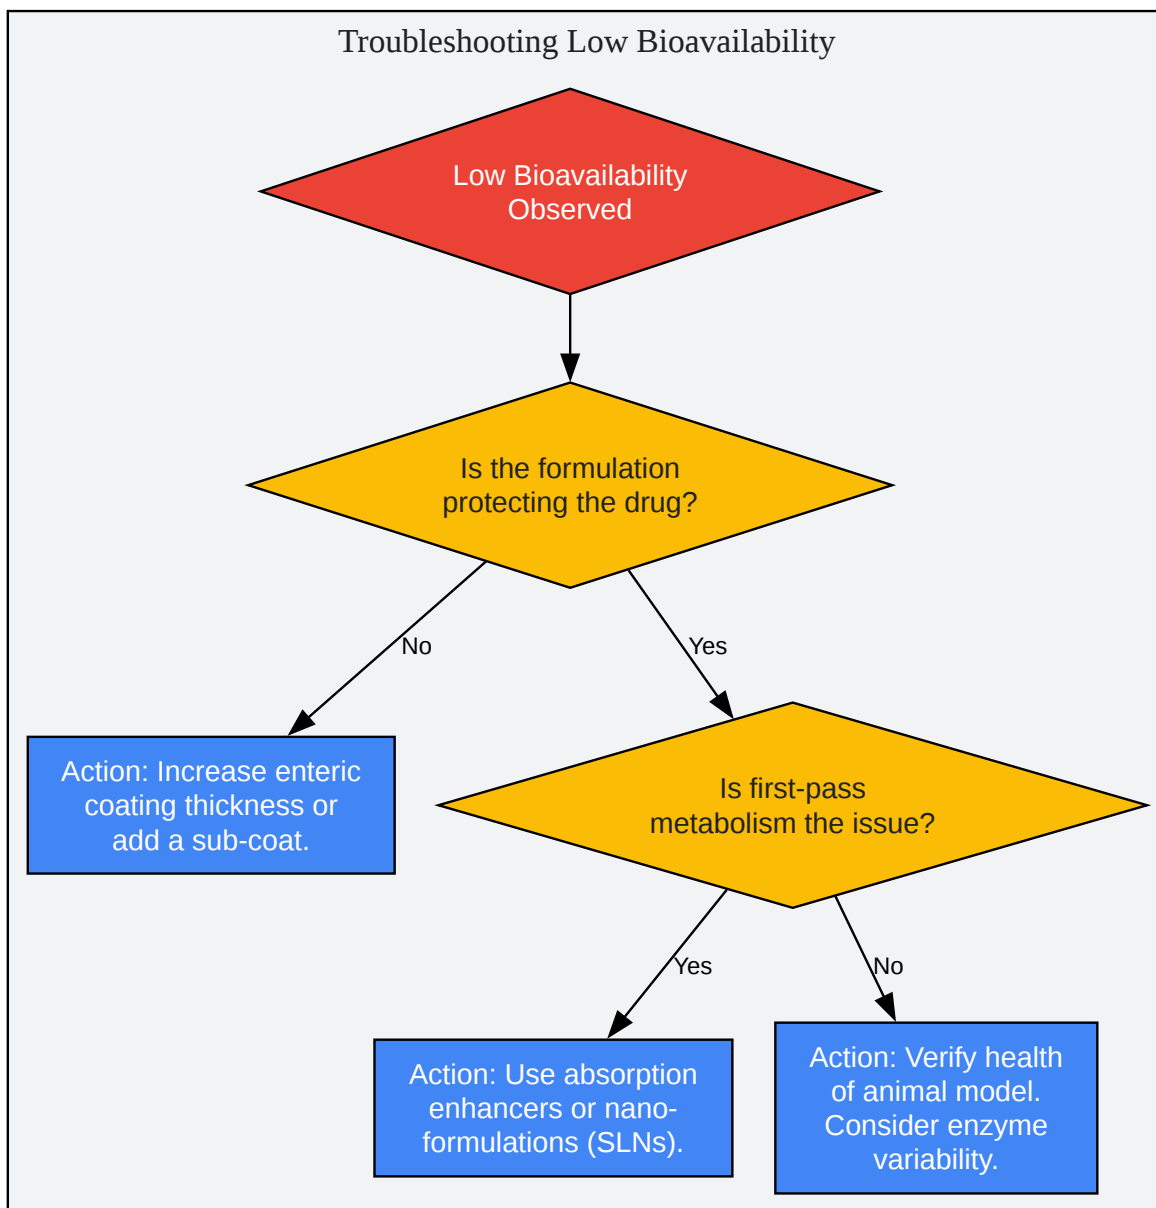 Troubleshooting Low Bioavailability
Low Bioavailability
Observed
Is the formulation
protecting the drug?
No
Yes
Action: Increase enteric
coating thickness or
add a sub-coat.
Is first-pass
metabolism the issue?
Yes
No
Action: Use absorption
enhancers or nano-
formulations (SLNs).
Action: Verify health
of animal model.
Consider enzyme
variability.